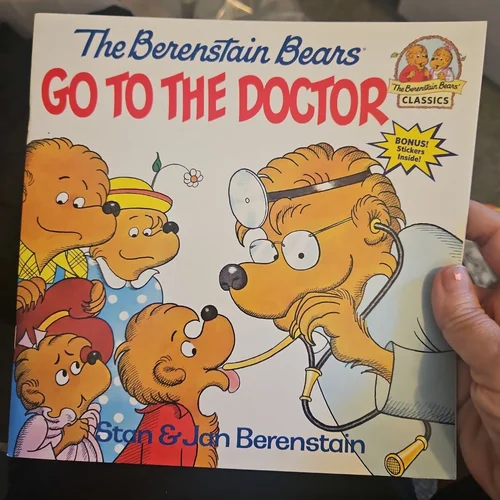 The Berenstain Bears®
GO TO THE DOCTOR
The Berenstain Bears®
CLASSICS
BONUS!
Stickers
Inside!
Stan & Jan Berenstain